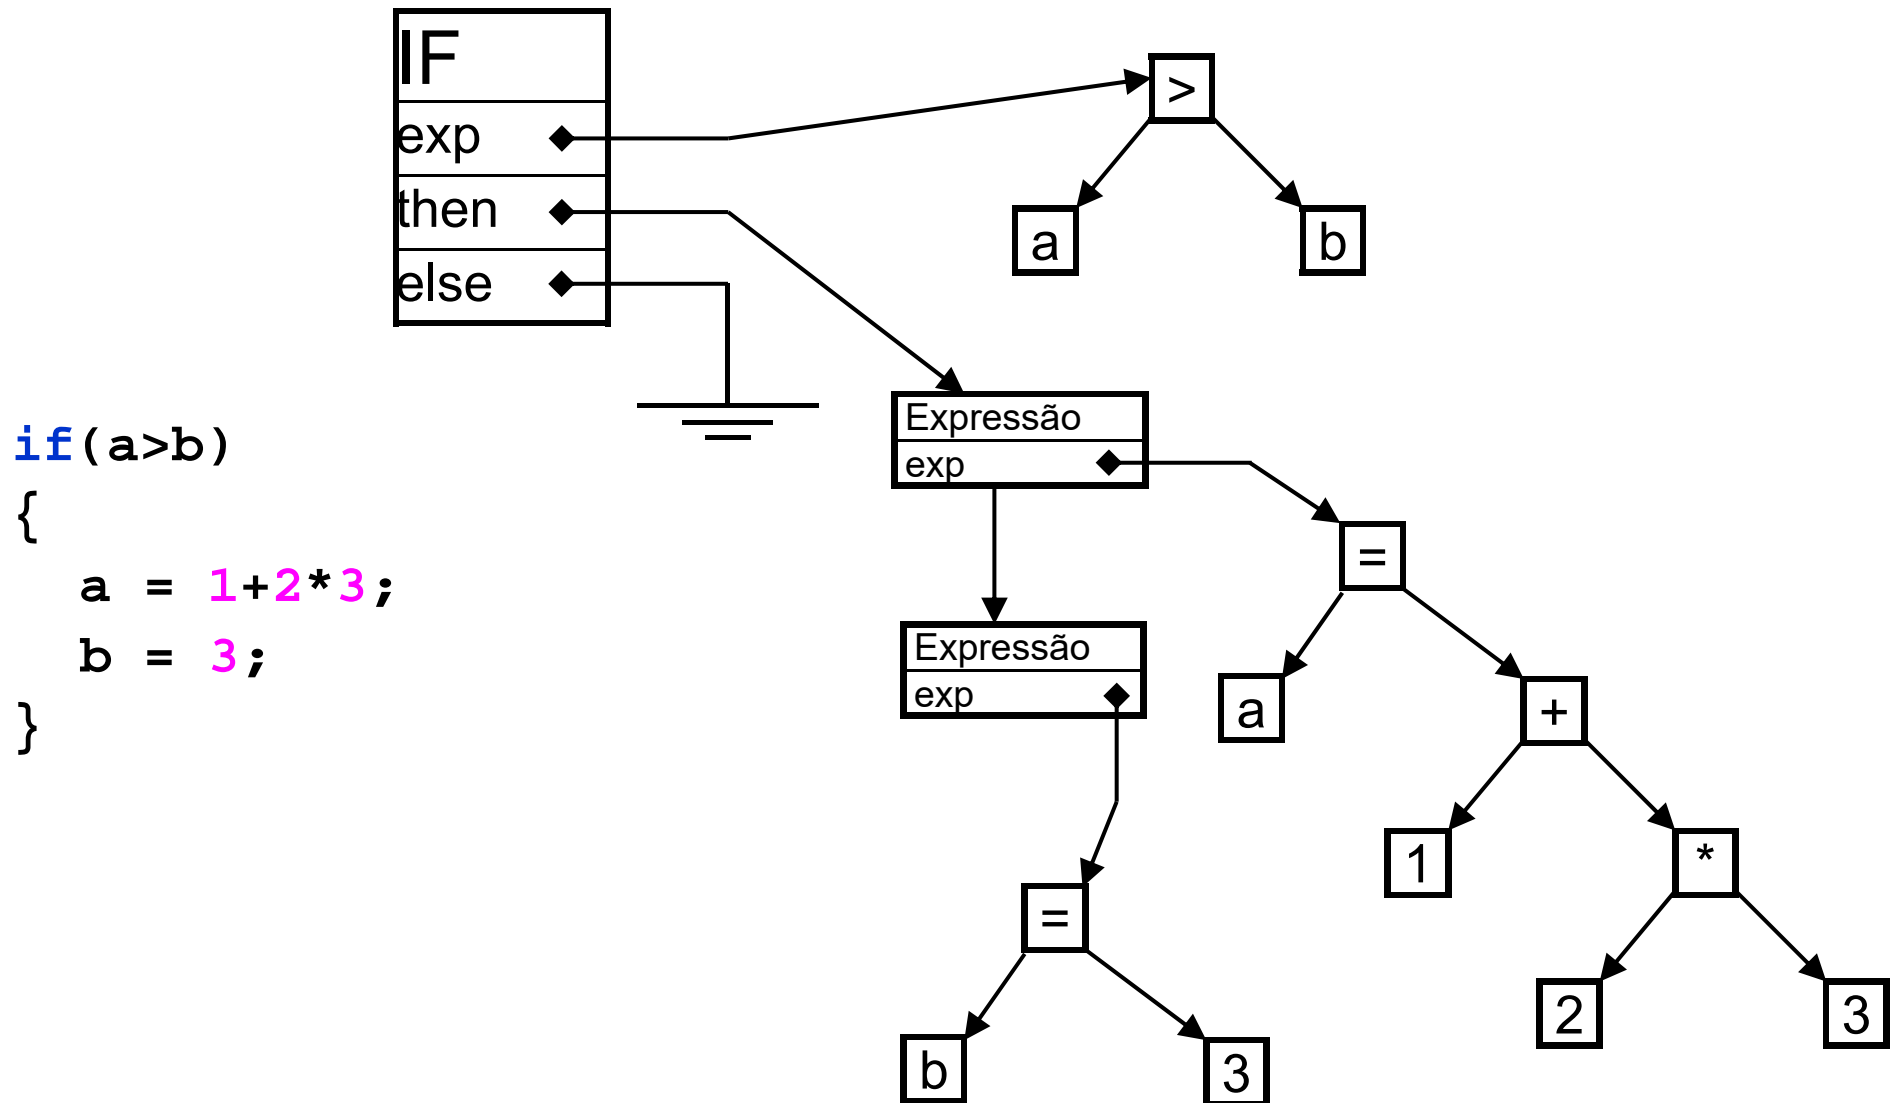 IF
exp
then
else
>
a
b
if(a>b)
{
a = 1+2*3;
b = 3;
}
Expressão
exp
=
a
+
1
*
2
3
Expressão
exp
=
b
3